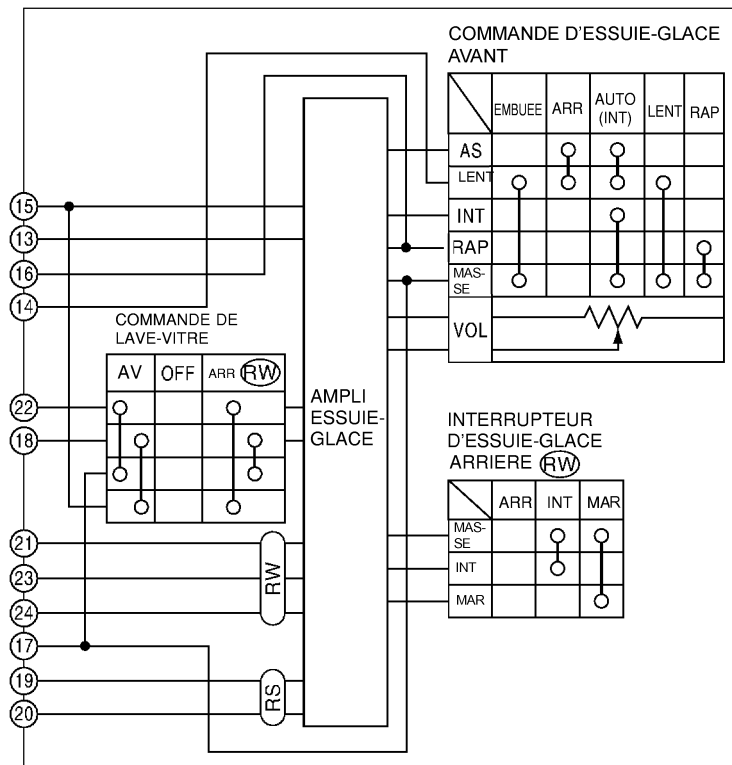 COMMANDE D'ESSUIE-GLACE
AVANT
EMBUEE ARR AUTO (INT) LENT RAP
AS
LENT
INT
RAP
MAS-
SE
VOL
15
13
16
14
COMMANDE DE
LAVE-VITRE
AV OFF ARR RW
22
18
AMPLI
ESSUIE-
GLACE
INTERRUPTEUR
D'ESSUIE-GLACE
ARRIERE RW
ARR INT MAR
MAS-
SE
INT
MAR
21
23
24
RW
17
19
20
RS